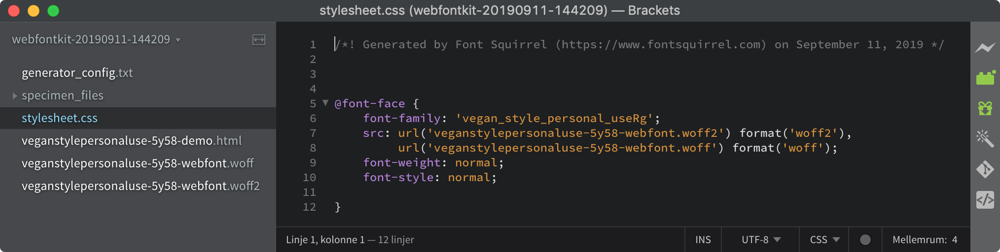 stylesheet.css (webfontkit-20190911-144209) — Brackets
webfontkit-20190911-144209
generator_config.txt
specimen_files
stylesheet.css
veganstylepersonaluse-5y58-demo.html
veganstylepersonaluse-5y58-webfont.woff
veganstylepersonaluse-5y58-webfont.woff2
1 /*! Generated by Font Squirrel (https://www.fontsquirrel.com) on September 11, 2019 */
2
3
4
5 @font-face {
6 font-family: 'vegan_style_personal_useRg';
7 src: url('veganstylepersonaluse-5y58-webfont.woff2') format('woff2'),
8 url('veganstylepersonaluse-5y58-webfont.woff') format('woff');
9 font-weight: normal;
10 font-style: normal;
11
12 }
Linje 1, kolonne 1 — 12 linjer INS UTF-8 CSS Mellemrum: 4